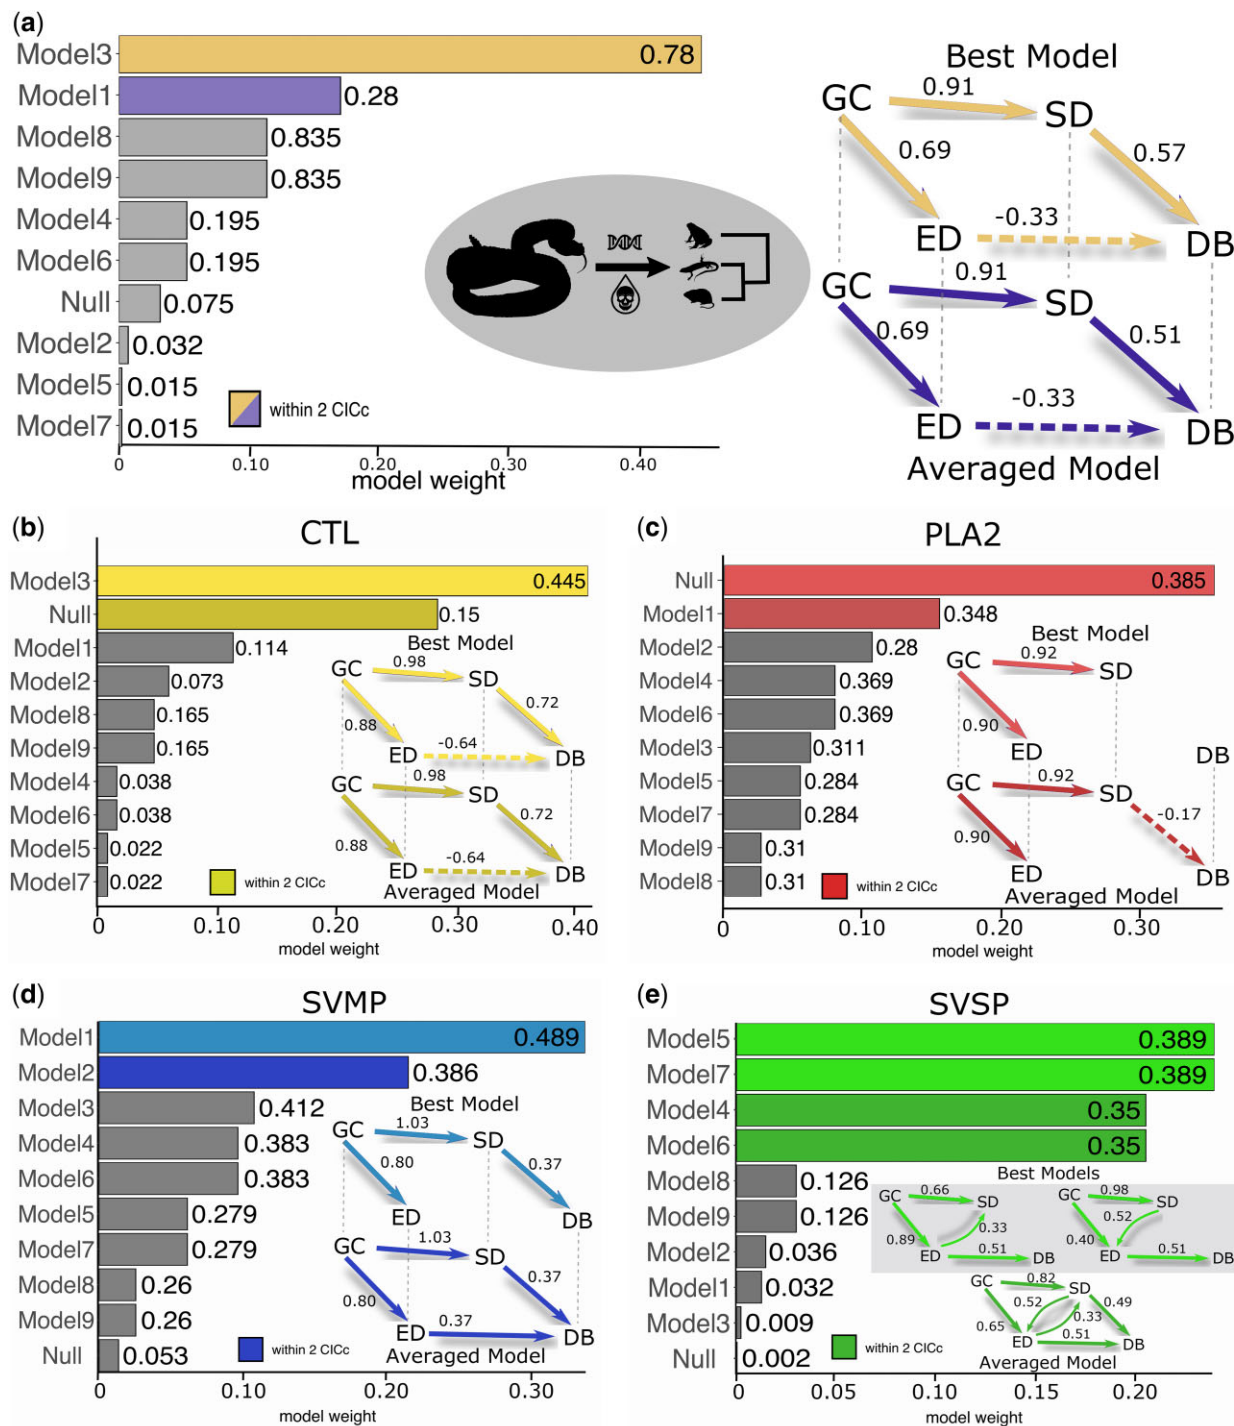 (a)
Model3 0.78
Model1 0.28
Model8 0.835
Model9 0.835
Model4 0.195
Model6 0.195
Null 0.075
Model2 0.032
Model5 0.015
Model7 0.015
within 2 CICc
0 0.10 0.20 0.30 0.40
model weight
Best Model
GC 0.91 SD
0.69 0.57
ED -0.33 DB
GC 0.91 SD
0.69 0.51
ED -0.33 DB
Averaged Model
(b)
CTL
Model3 0.445
Null 0.15
Model1 0.114
Model2 0.073
Model8 0.165
Model9 0.165
Model4 0.038
Model6 0.038
Model5 0.022
Model7 0.022
within 2 CICc
0 0.10 0.20 0.30 0.40
model weight
Best Model
GC 0.98 SD
0.88 0.72
ED -0.64 DB
GC 0.98 SD
0.88 0.72
ED -0.64 DB
Averaged Model
(c)
PLA2
Null 0.385
Model1 0.348
Model2 0.28
Model4 0.369
Model6 0.369
Model3 0.311
Model5 0.284
Model7 0.284
Model9 0.31
Model8 0.31
within 2 CICc
0 0.10 0.20 0.30
model weight
Best Model
GC 0.92 SD
0.90
ED DB
GC 0.92 SD
0.90 -0.17
ED DB
Averaged Model
(d)
SVMP
Model1 0.489
Model2 0.386
Model3 0.412
Model4 0.383
Model6 0.383
Model5 0.279
Model7 0.279
Model8 0.26
Model9 0.26
Null 0.053
within 2 CICc
0 0.10 0.20 0.30
model weight
Best Model
GC 1.03 SD
0.80 0.37
ED DB
GC 1.03 SD
0.80 0.37
ED 0.37 DB
Averaged Model
(e)
SVSP
Model5 0.389
Model7 0.389
Model4 0.35
Model6 0.35
Model8 0.126
Model9 0.126
Model2 0.036
Model1 0.032
Model3 0.009
Null 0.002
within 2 CICc
0 0.05 0.10 0.15 0.20
model weight
Best Models
GC 0.66 SD
0.89 0.33
ED 0.51 DB
GC 0.98 SD
0.40 0.52
ED 0.51 DB
GC 0.82 SD
0.65 0.52 0.33 0.49
ED 0.51 DB
Averaged Model